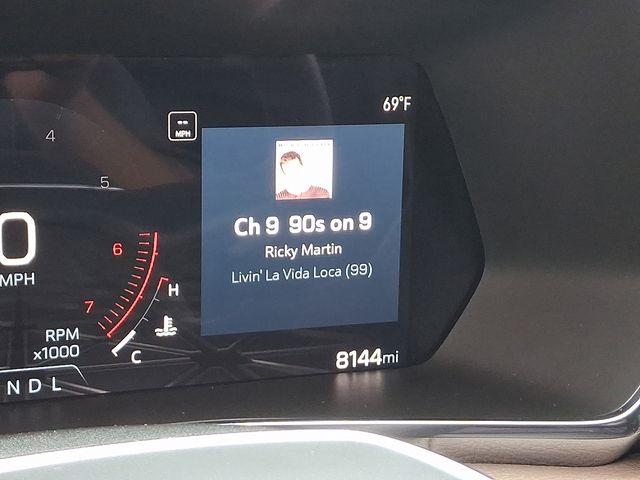 69°F
--
MPH
4
5
6
7
0
MPH
Ch 9 90s on 9
Ricky Martin
Livin' La Vida Loca (99)
H
C
RPM
x1000
8144mi
N D L